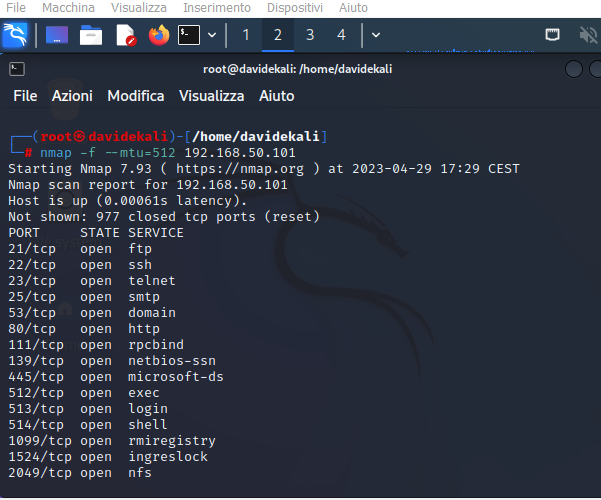 File Macchina Visualizza Inserimento Dispositivi Aiuto
1 2 3 4
root@davidekali: /home/davidekali
File Azioni Modifica Visualizza Aiuto
┌──(root㉿davidekali)-[/home/davidekali]
└─# nmap -f --mtu=512 192.168.50.101
Starting Nmap 7.93 ( https://nmap.org ) at 2023-04-29 17:29 CEST
Nmap scan report for 192.168.50.101
Host is up (0.00061s latency).
Not shown: 977 closed tcp ports (reset)
PORT STATE SERVICE
21/tcp open ftp
22/tcp open ssh
23/tcp open telnet
25/tcp open smtp
53/tcp open domain
80/tcp open http
111/tcp open rpcbind
139/tcp open netbios-ssn
445/tcp open microsoft-ds
512/tcp open exec
513/tcp open login
514/tcp open shell
1099/tcp open rmiregistry
1524/tcp open ingreslock
2049/tcp open nfs